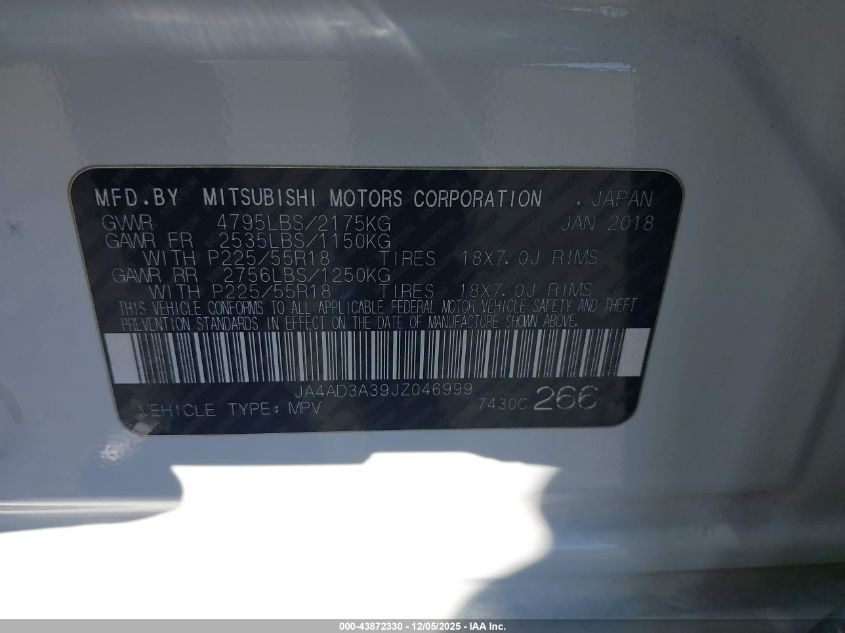 MFD.BY MITSUBISHI MOTORS CORPORATION . JAPAN
GVWR 4795LBS/2175KG JAN 2018
GAWR FR 2535LBS/1150KG
WITH P225/55R18 TIRES 18X7.0J RIMS
GAWR RR 2756LBS/1250KG
WITH P225/55R18 TIRES 18X7.0J RIMS
THIS VEHICLE CONFORMS TO ALL APPLICABLE FEDERAL MOTOR VEHICLE SAFETY AND THEFT
PREVENTION STANDARDS IN EFFECT ON THE DATE OF MANUFACTURE SHOWN ABOVE.
JA4AD3A39JZ046999
VEHICLE TYPE: MPV 7430C 266
000-43872330 - 12/05/2025 - IAA Inc.